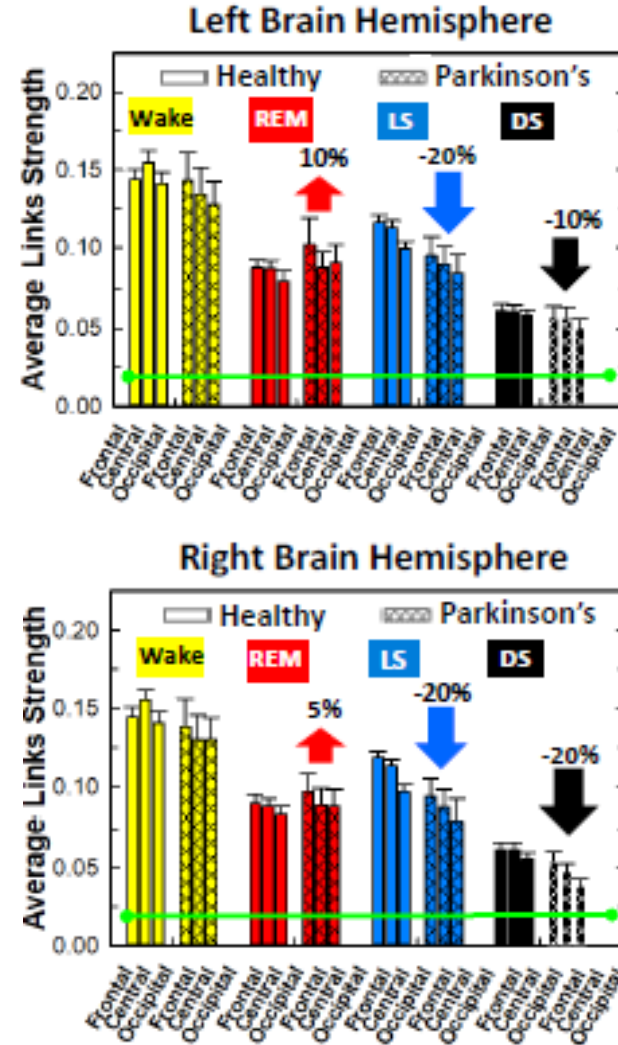 Left Brain Hemisphere
Healthy Parkinson's
Wake REM LS DS
10% -20% -10%
Average Links Strength
0.20
0.15
0.10
0.05
0.00
Frontal Central Occipital Frontal Central Occipital Frontal Central Occipital Frontal Central Occipital Frontal Central Occipital Frontal Central Occipital Frontal Central Occipital Frontal Central Occipital
Right Brain Hemisphere
Healthy Parkinson's
Wake REM LS DS
5% -20% -20%
Average Links Strength
0.20
0.15
0.10
0.05
0.00
Frontal Central Occipital Frontal Central Occipital Frontal Central Occipital Frontal Central Occipital Frontal Central Occipital Frontal Central Occipital Frontal Central Occipital Frontal Central Occipital